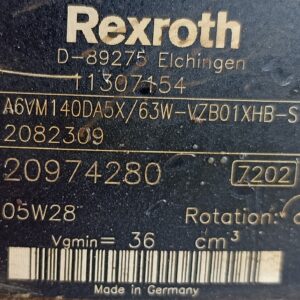 Rexroth
D-89275 Elchingen
11307154
A6VM140DA5X/63W-VZB01XHB-S
2082309
20974280 7202
05W28 Rotation:
Vgmin= 36 cm³
Made in Germany